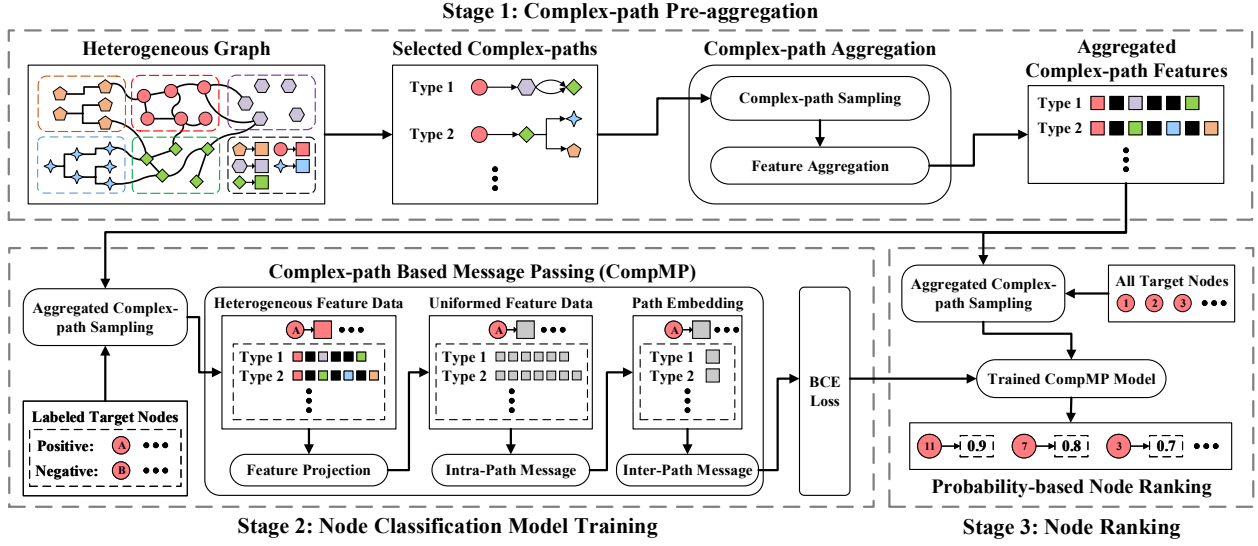 Stage 1: Complex-path Pre-aggregation
Heterogeneous Graph
Selected Complex-paths
Type 1
Type 2
Complex-path Aggregation
Complex-path Sampling
Feature Aggregation
Aggregated
Complex-path Features
Type 1
Type 2
Aggregated Complex-
path Sampling
Labeled Target Nodes
Positive: A
Negative: B
Complex-path Based Message Passing (CompMP)
Heterogeneous Feature Data
A
Type 1
Type 2
Feature Projection
Uniformed Feature Data
A
Type 1
Type 2
Intra-Path Message
Path Embedding
A
Type 1
Type 2
Inter-Path Message
BCE
Loss
Stage 2: Node Classification Model Training
Aggregated Complex-
path Sampling
All Target Nodes
1 2 3
Trained CompMP Model
11 0.9 7 0.8 3 0.7
Probability-based Node Ranking
Stage 3: Node Ranking